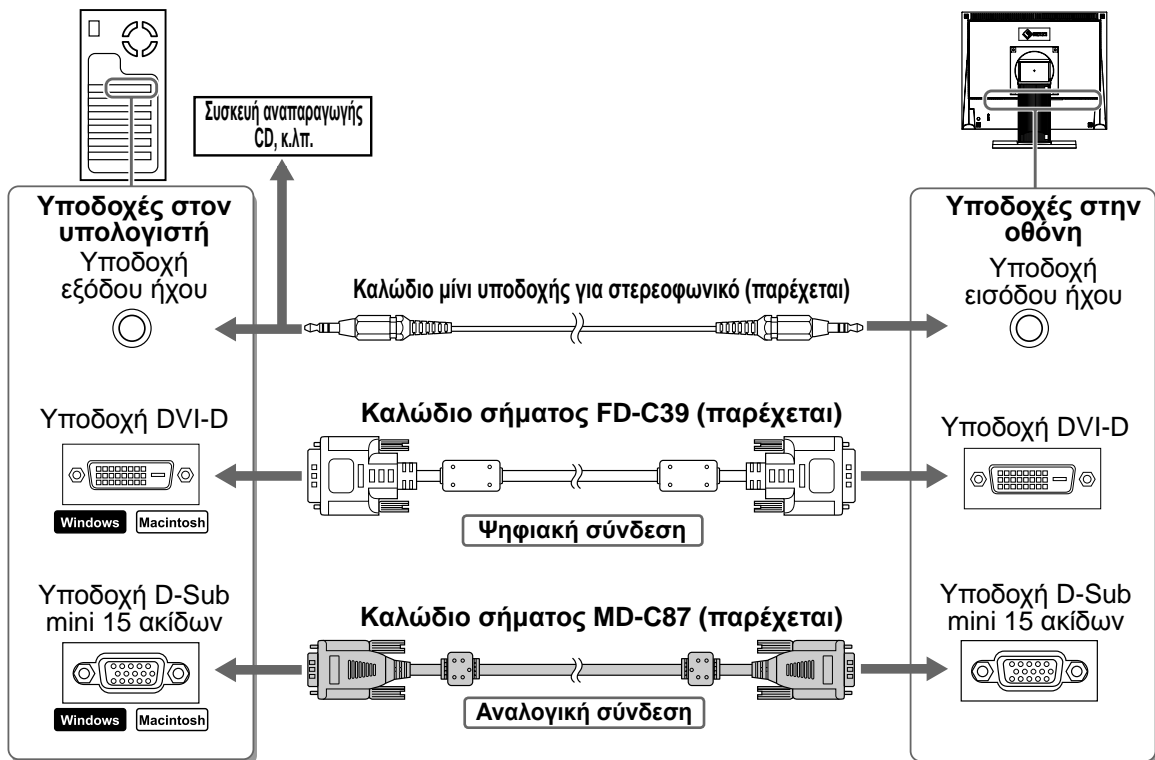 Συσκευή αναπαραγωγής
CD, κ.λπ.
Υποδοχές στον
υπολογιστή
Υποδοχή
εξόδου ήχου
Υποδοχές στην
οθόνη
Υποδοχή
εισόδου ήχου
Καλώδιο μίνι υποδοχής για στερεοφωνικό (παρέχεται)
Υποδοχή DVI-D
Windows
Macintosh
Καλώδιο σήματος FD-C39 (παρέχεται)
Ψηφιακή σύνδεση
Υποδοχή DVI-D
Υποδοχή D-Sub
mini 15 ακίδων
Windows
Macintosh
Καλώδιο σήματος MD-C87 (παρέχεται)
Αναλογική σύνδεση
Υποδοχή D-Sub
mini 15 ακίδων